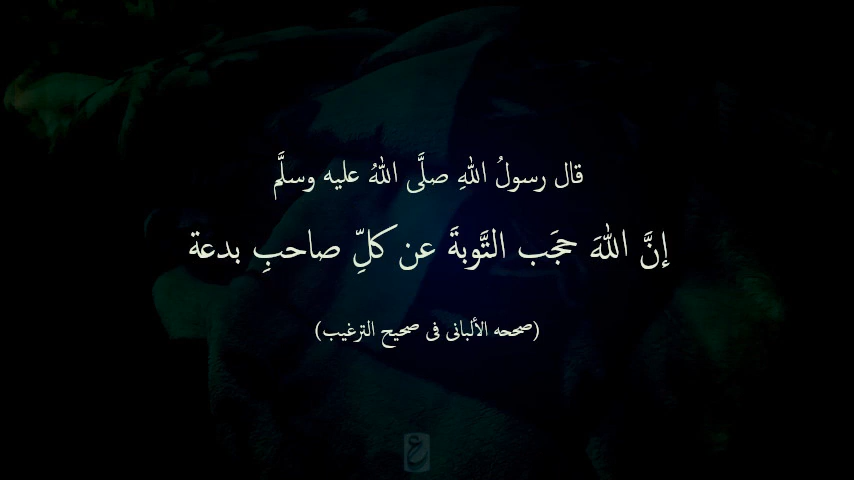 قال رسولُ اللهِ صلَّى اللهُ عليه وسلَّم
إنَّ اللهَ حجَب التَّوبةَ عن كلِّ صاحبِ بدعة
(صححه الألبانى فى صحيح الترغيب)
ع